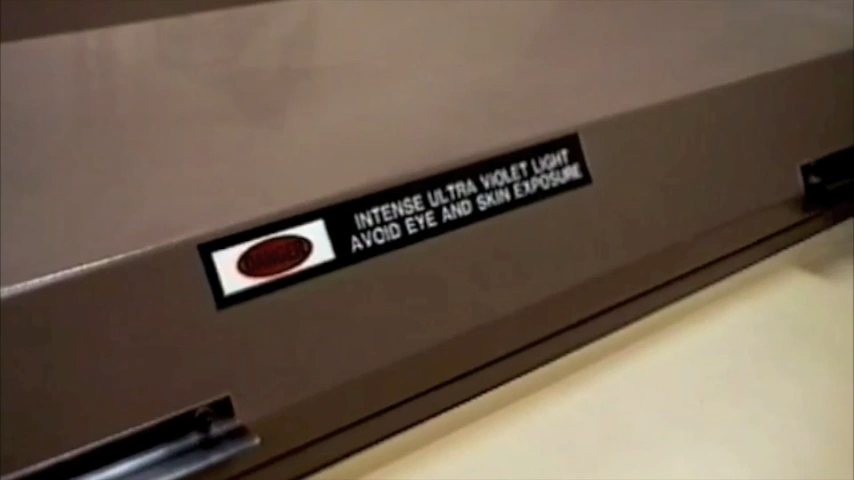 INTENSE ULTRA VIOLET LIGHT
AVOID EYE AND SKIN EXPOSURE